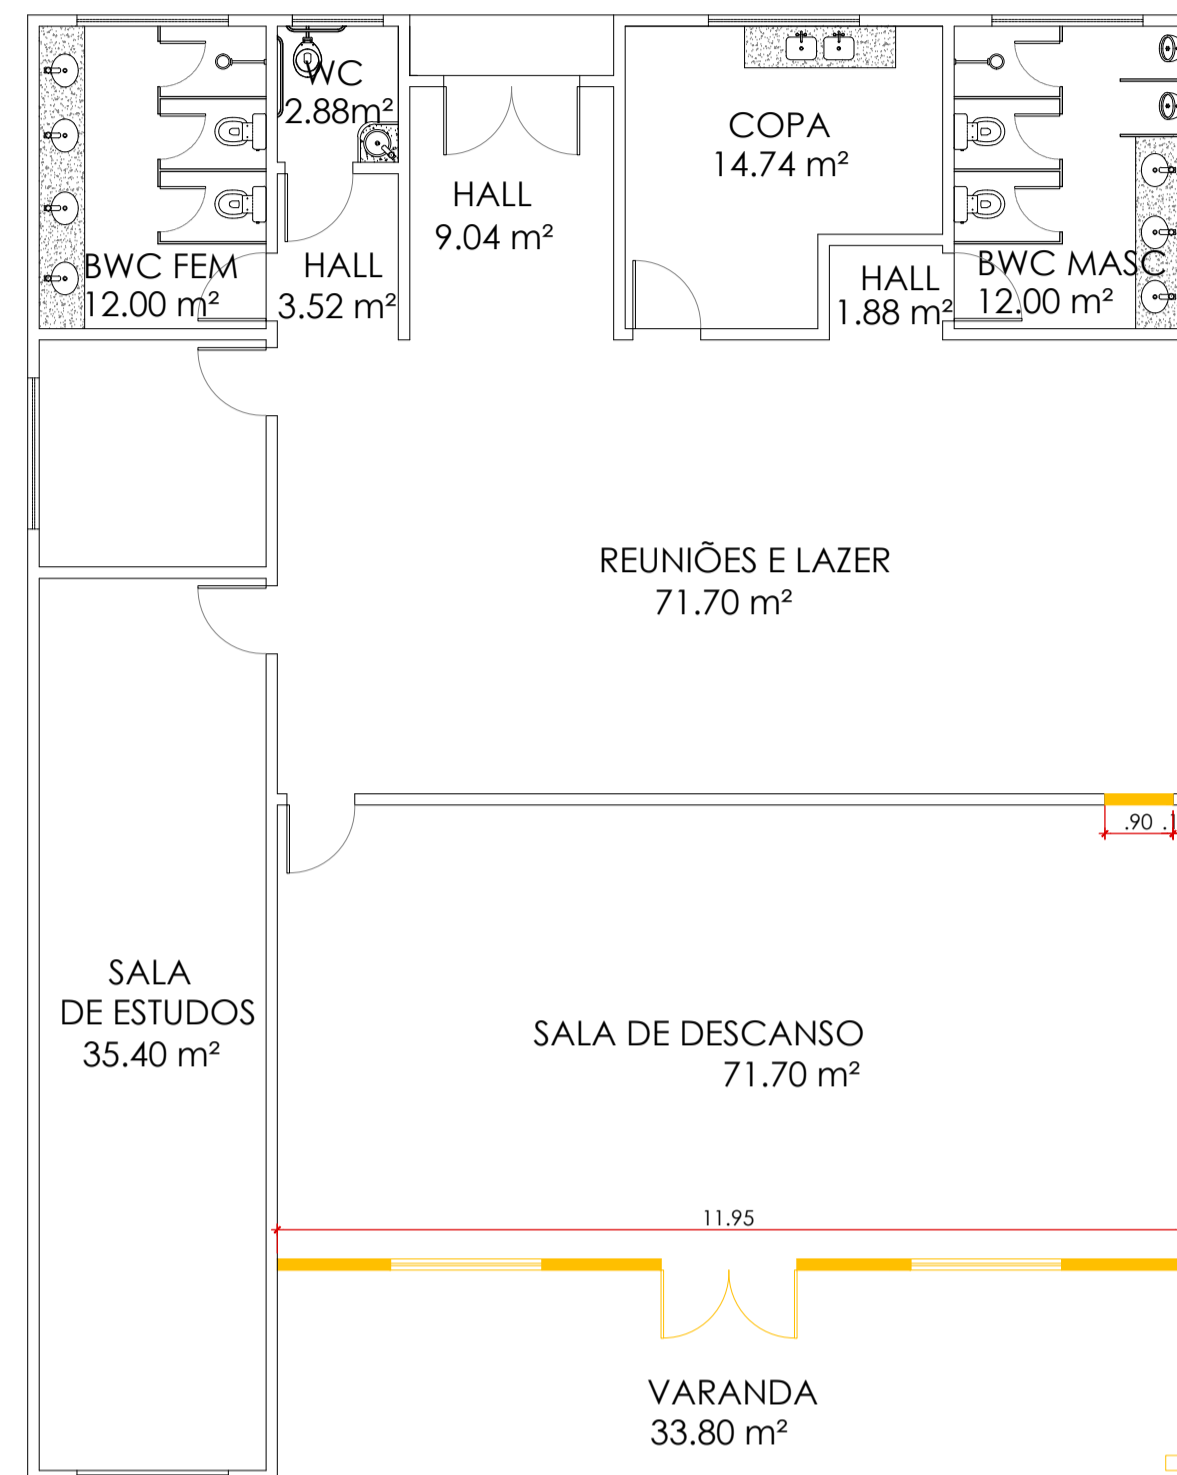 WC
2.88m²
COPA
14.74 m²
HALL
9.04 m²
BWC FEM
12.00 m²
HALL
3.52 m²
HALL
1.88 m²
BWC MASC
12.00 m²
REUNIÕES E LAZER
71.70 m²
.90
SALA
DE ESTUDOS
35.40 m²
SALA DE DESCANSO
71.70 m²
11.95
VARANDA
33.80 m²